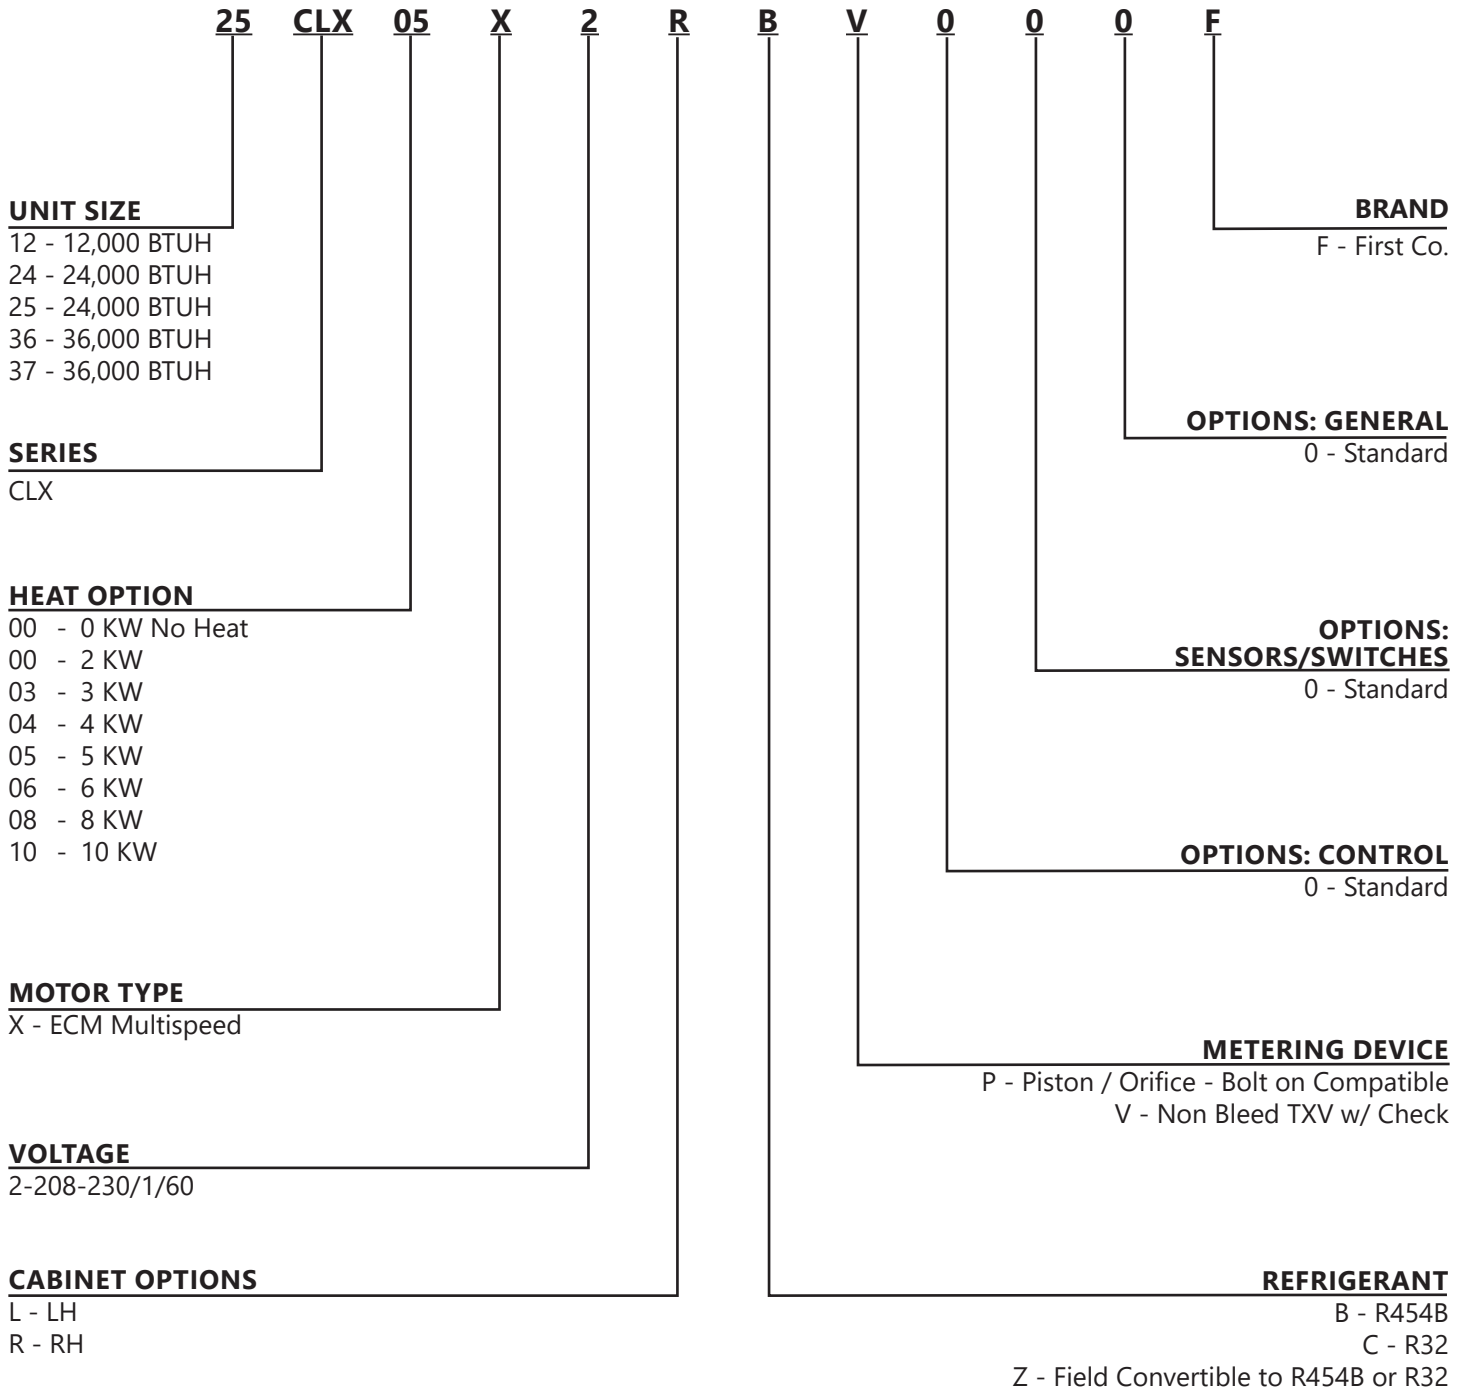 25 CLX 05 X 2 R B V 0 0 0 F
UNIT SIZE
12 - 12,000 BTUH
24 - 24,000 BTUH
25 - 24,000 BTUH
36 - 36,000 BTUH
37 - 36,000 BTUH
SERIES
CLX
HEAT OPTION
00 - 0 KW No Heat
00 - 2 KW
03 - 3 KW
04 - 4 KW
05 - 5 KW
06 - 6 KW
08 - 8 KW
10 - 10 KW
MOTOR TYPE
X - ECM Multispeed
VOLTAGE
2-208-230/1/60
CABINET OPTIONS
L - LH
R - RH
BRAND
F - First Co.
OPTIONS: GENERAL
0 - Standard
OPTIONS:
SENSORS/SWITCHES
0 - Standard
OPTIONS: CONTROL
0 - Standard
METERING DEVICE
P - Piston / Orifice - Bolt on Compatible
V - Non Bleed TXV w/ Check
REFRIGERANT
B - R454B
C - R32
Z - Field Convertible to R454B or R32